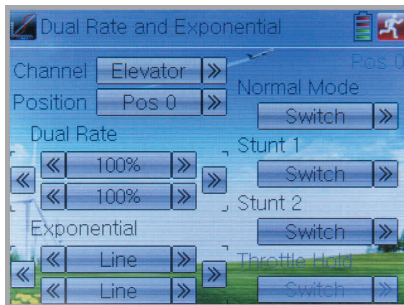 Dual Rate and Exponential
Pos 0
Channel Elevator
Position Pos 0
Dual Rate
100%
100%
Exponential
Line
Line
Normal Mode
Switch
Stunt 1
Switch
Stunt 2
Switch
Throttle Hold
Switch